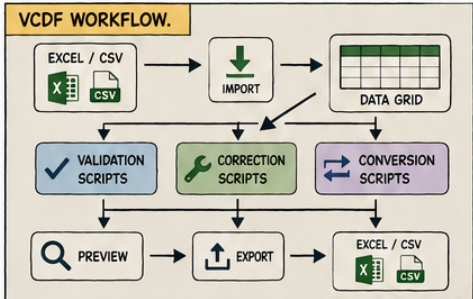 VCDF WORKFLOW.
EXCEL / CSV
X
CSV
IMPORT
DATA GRID
VALIDATION
SCRIPTS
CORRECTION
SCRIPTS
CONVERSION
SCRIPTS
PREVIEW
EXPORT
EXCEL / CSV
X
CSV